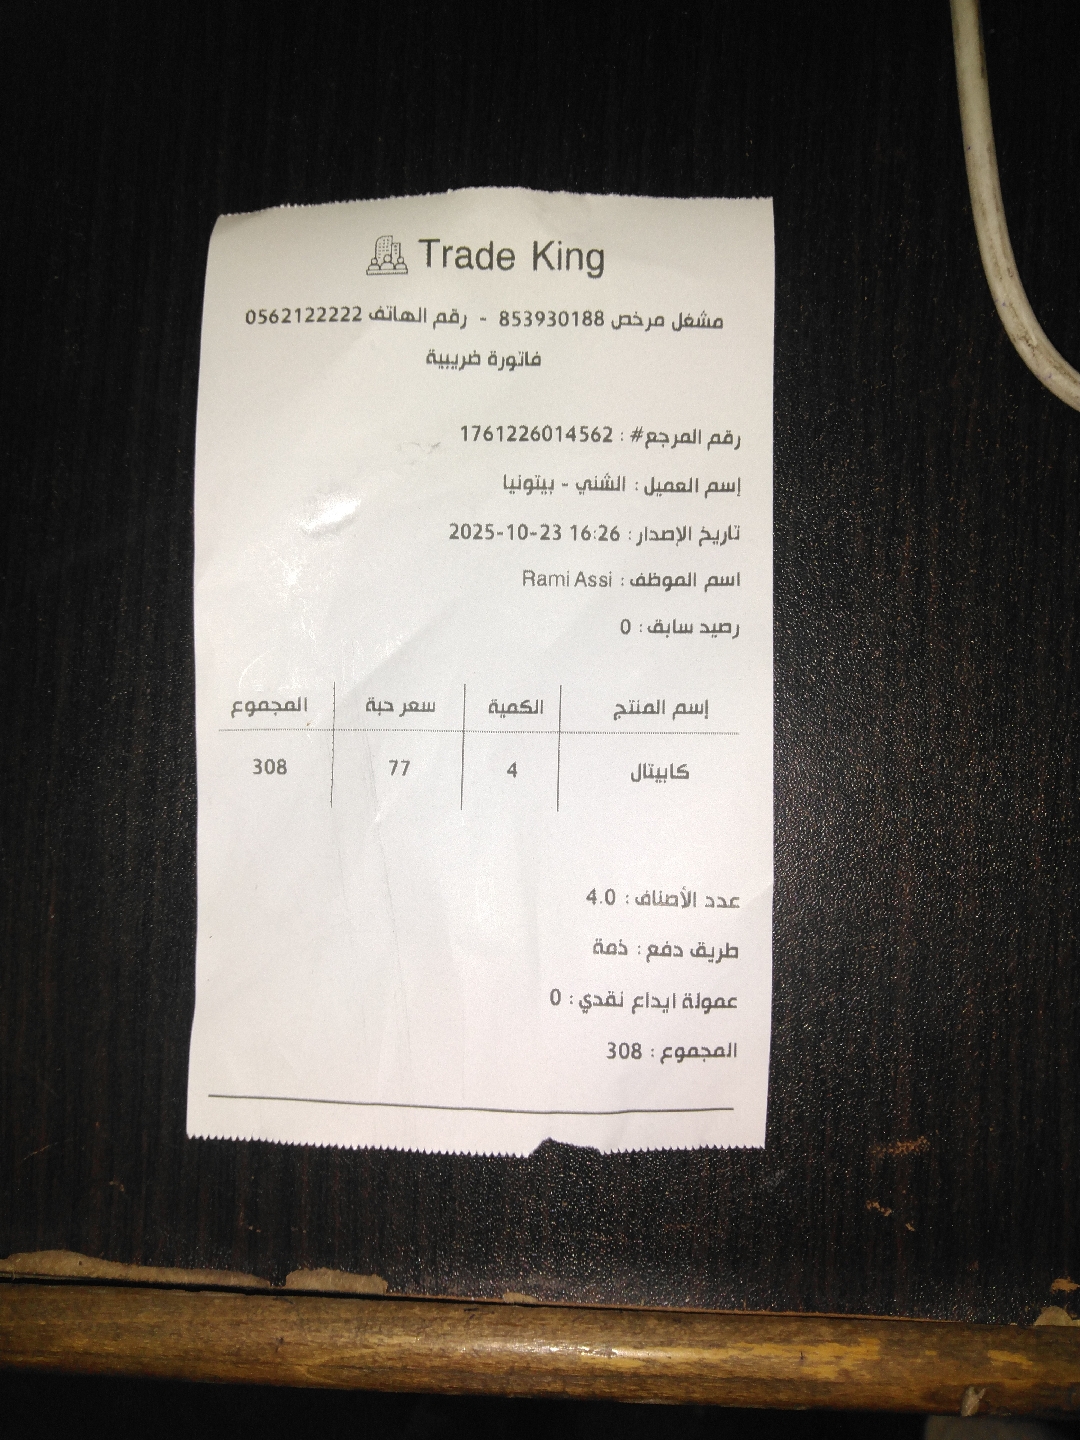 Trade King
مشغل مرخص 853930188 - رقم الهاتف 0562122222
فاتورة ضريبية
رقم المرجع# : 1761226014562
إسم العميل : الشني - بيتونيا
تاريخ الإصدار : 2025-10-23 16:26
اسم الموظف : Rami Assi
رصيد سابق : 0
إسم المنتج الكمية سعر حبة المجموع
كابيتال 4 77 308
عدد الأصناف : 4.0
طريق دفع : ذمة
عمولة ايداع نقدي : 0
المجموع : 308